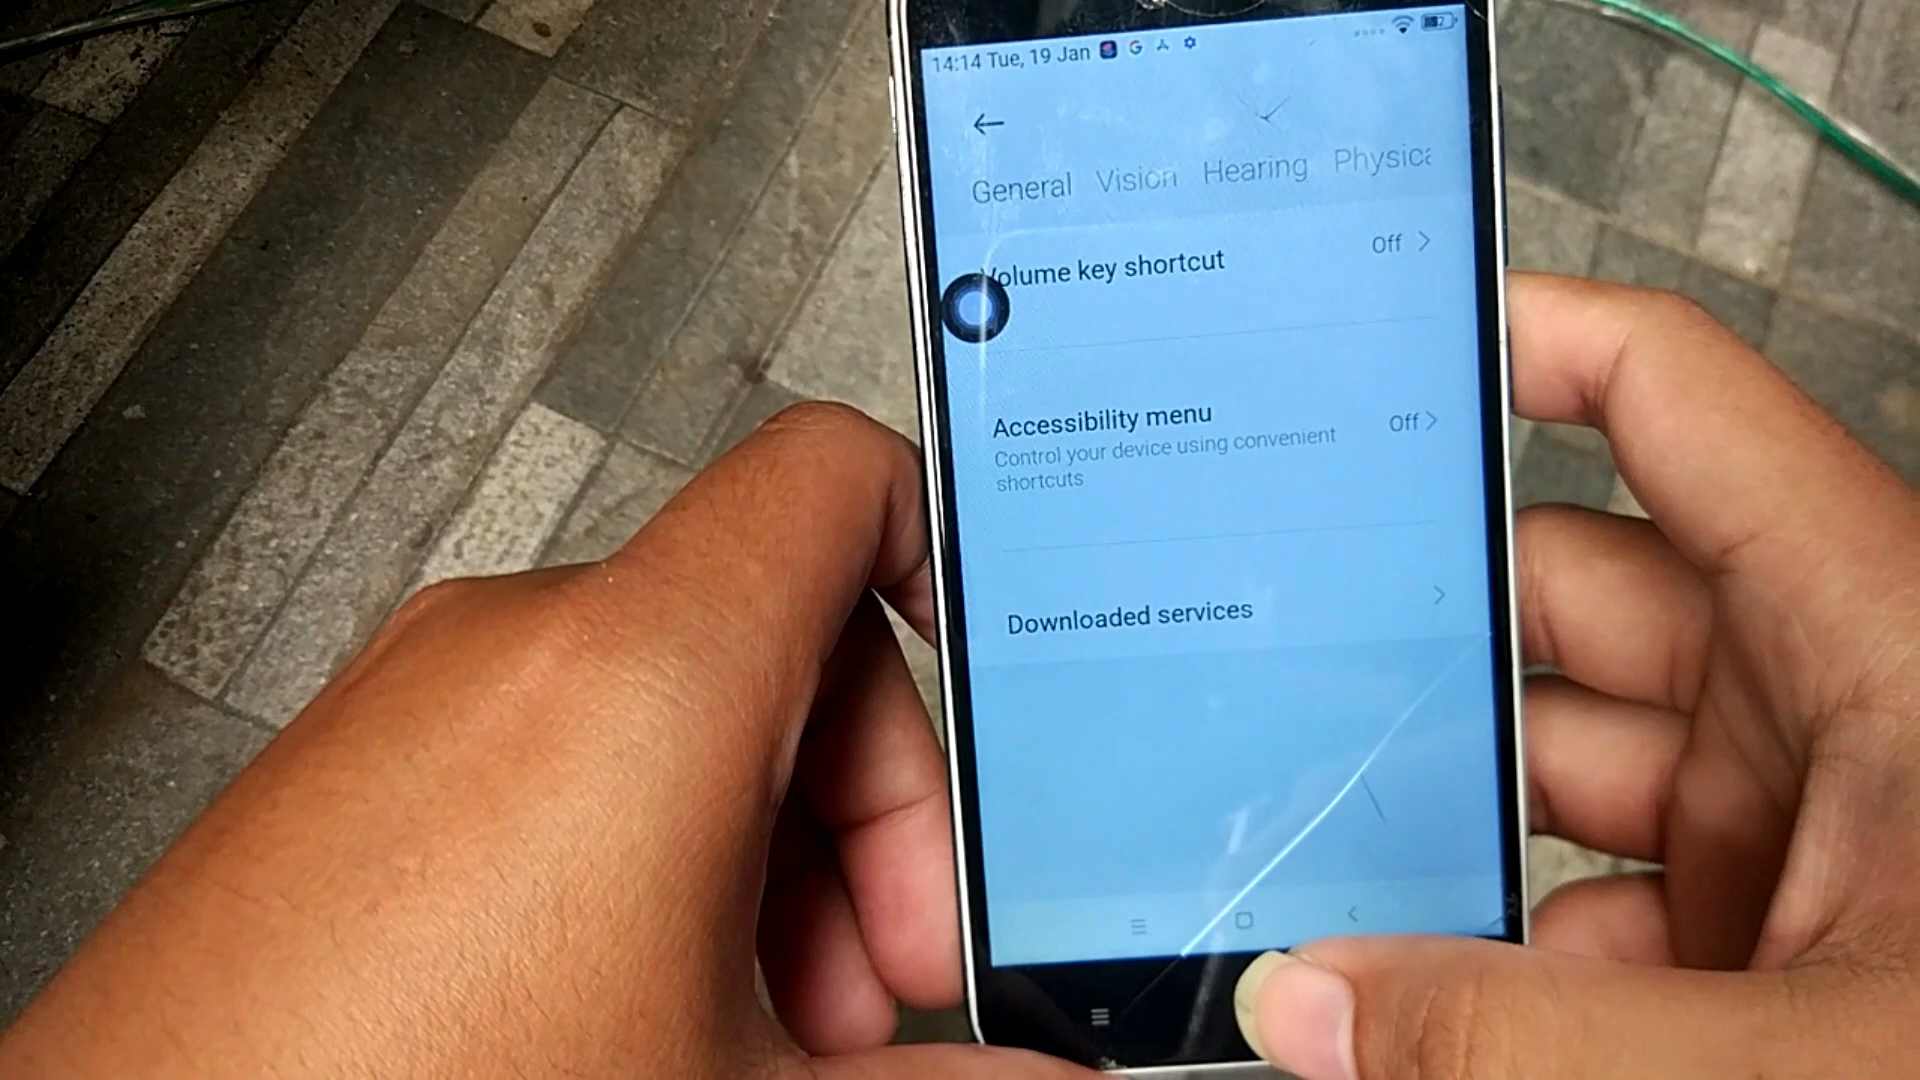 14:14 Tue, 19 Jan
General Vision Hearing Physica
Volume key shortcut Off
Accessibility menu Off
Control your device using convenient
shortcuts
Downloaded services